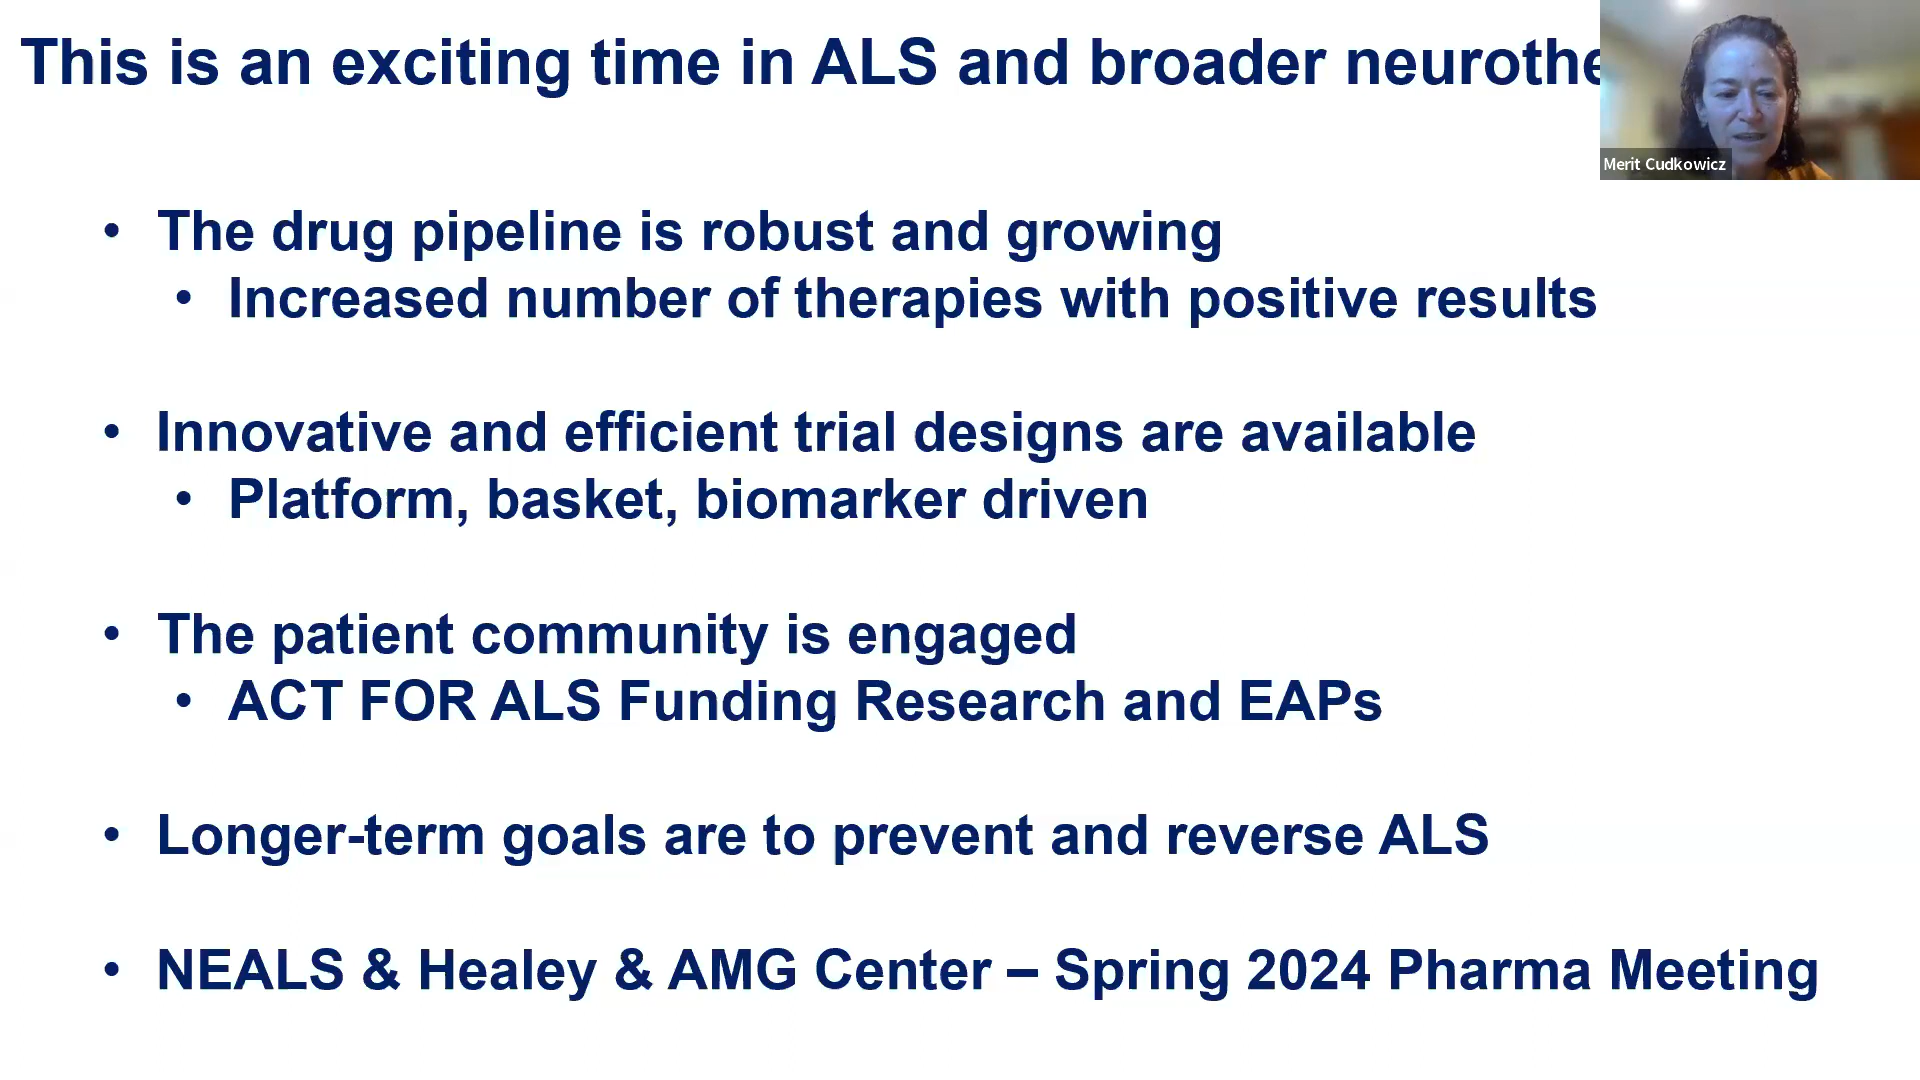 This is an exciting time in ALS and broader
Merit Cudkowicz
• The drug pipeline is robust and growing
• Increased number of therapies with positive results
• Innovative and efficient trial designs are available
• Platform, basket, biomarker driven
• The patient community is engaged
• ACT FOR ALS Funding Research and EAPs
• Longer-term goals are to prevent and reverse ALS
• NEALS & Healey & AMG Center – Spring 2024 Pharma Meeting